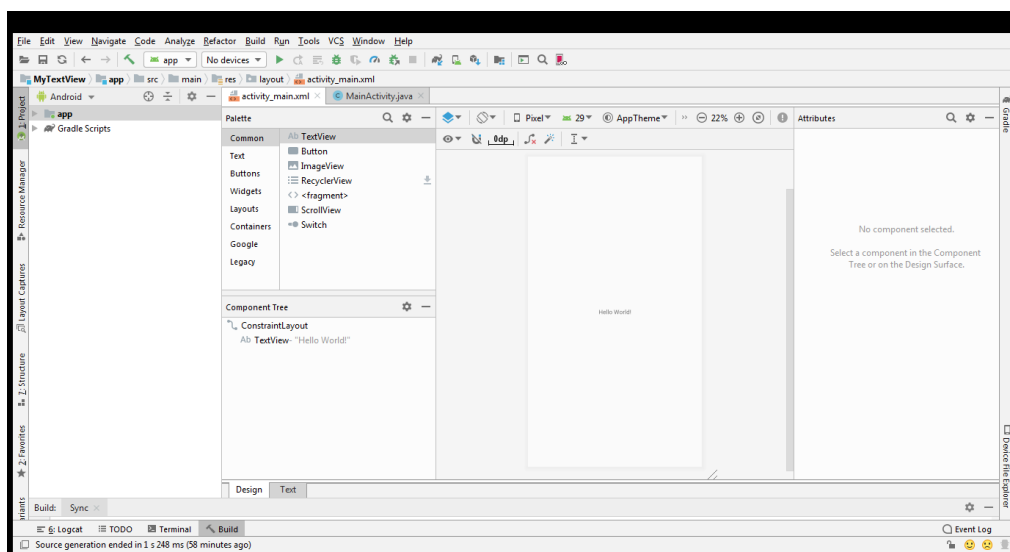 File Edit View Navigate Code Analyze Refactor Build Run Tools VCS Window Help
app No devices
MyTextView app src main res layout activity_main.xml
1: Project
Resource Manager
Layout Captures
7: Structure
2: Favorites
riants
Android
app
Gradle Scripts
activity_main.xml MainActivity.java
Palette
Common
Text
Buttons
Widgets
Layouts
Containers
Google
Legacy
Ab TextView
Button
ImageView
RecyclerView
<fragment>
ScrollView
Switch
Component Tree
ConstraintLayout
Ab TextView- "Hello World!"
Pixel 29 AppTheme 22%
0dp
Hello World!
Attributes
No component selected.
Select a component in the Component
Tree or on the Design Surface.
Gradle
Device File Explorer
Design Text
Build: Sync
6: Logcat TODO Terminal Build Event Log
Source generation ended in 1 s 248 ms (58 minutes ago)